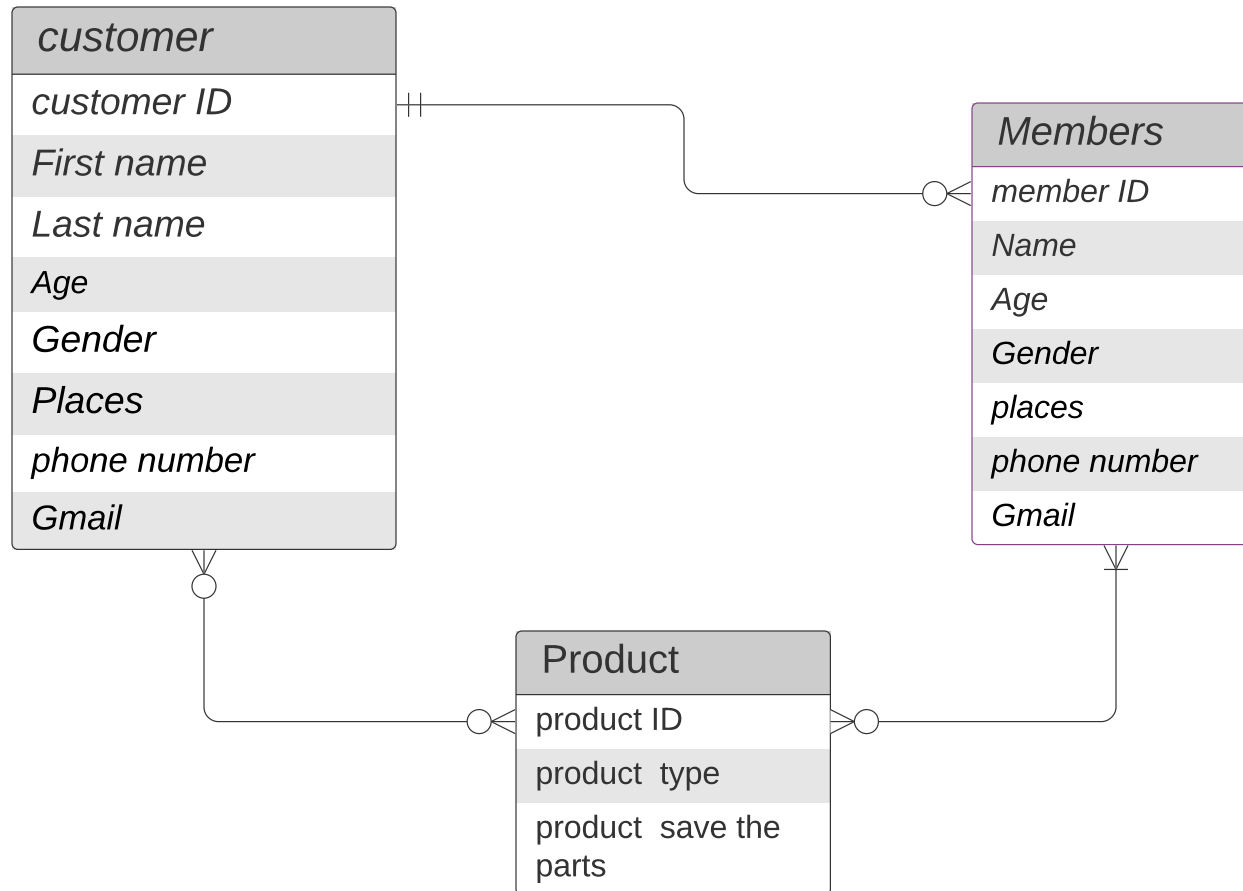 customer
customer ID
First name
Last name
Age
Gender
Places
phone number
Gmail
Members
member ID
Name
Age
Gender
places
phone number
Gmail
Product
product ID
product  type
product  save the
parts